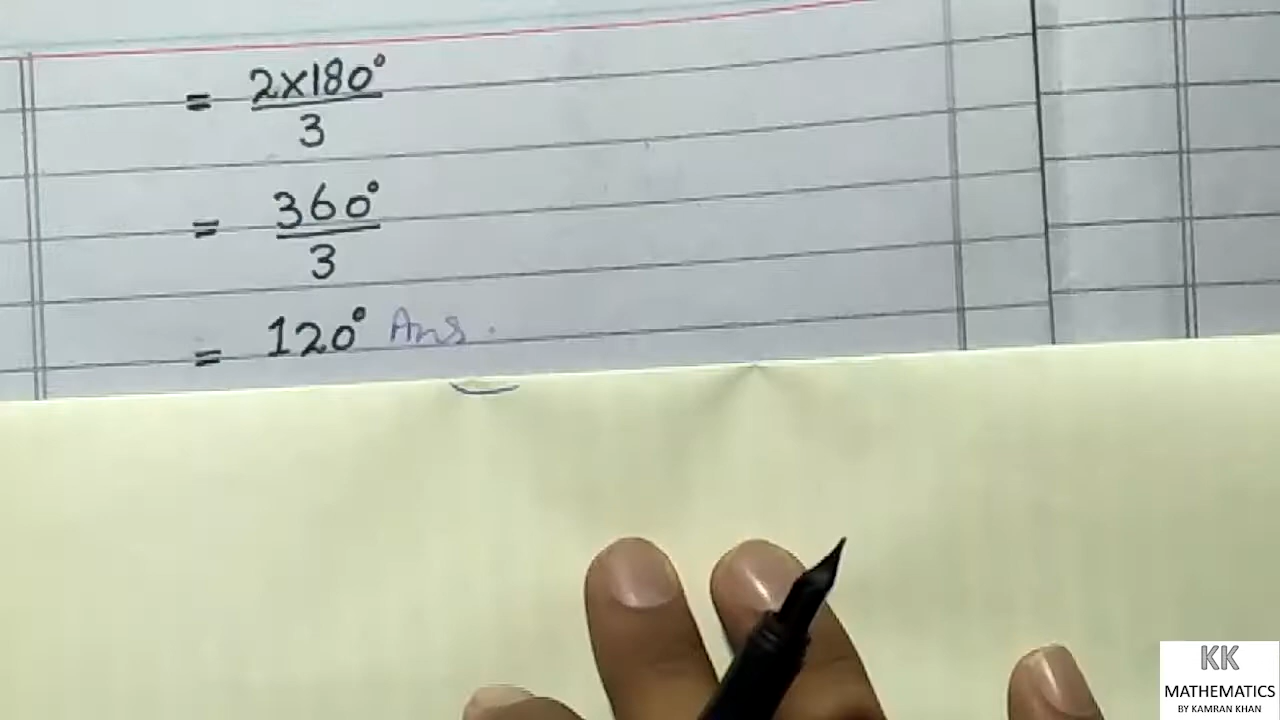 = 2×180°
3
= 360°
3
= 120° Ans.
KK
MATHEMATICS
BY KAMRAN KHAN